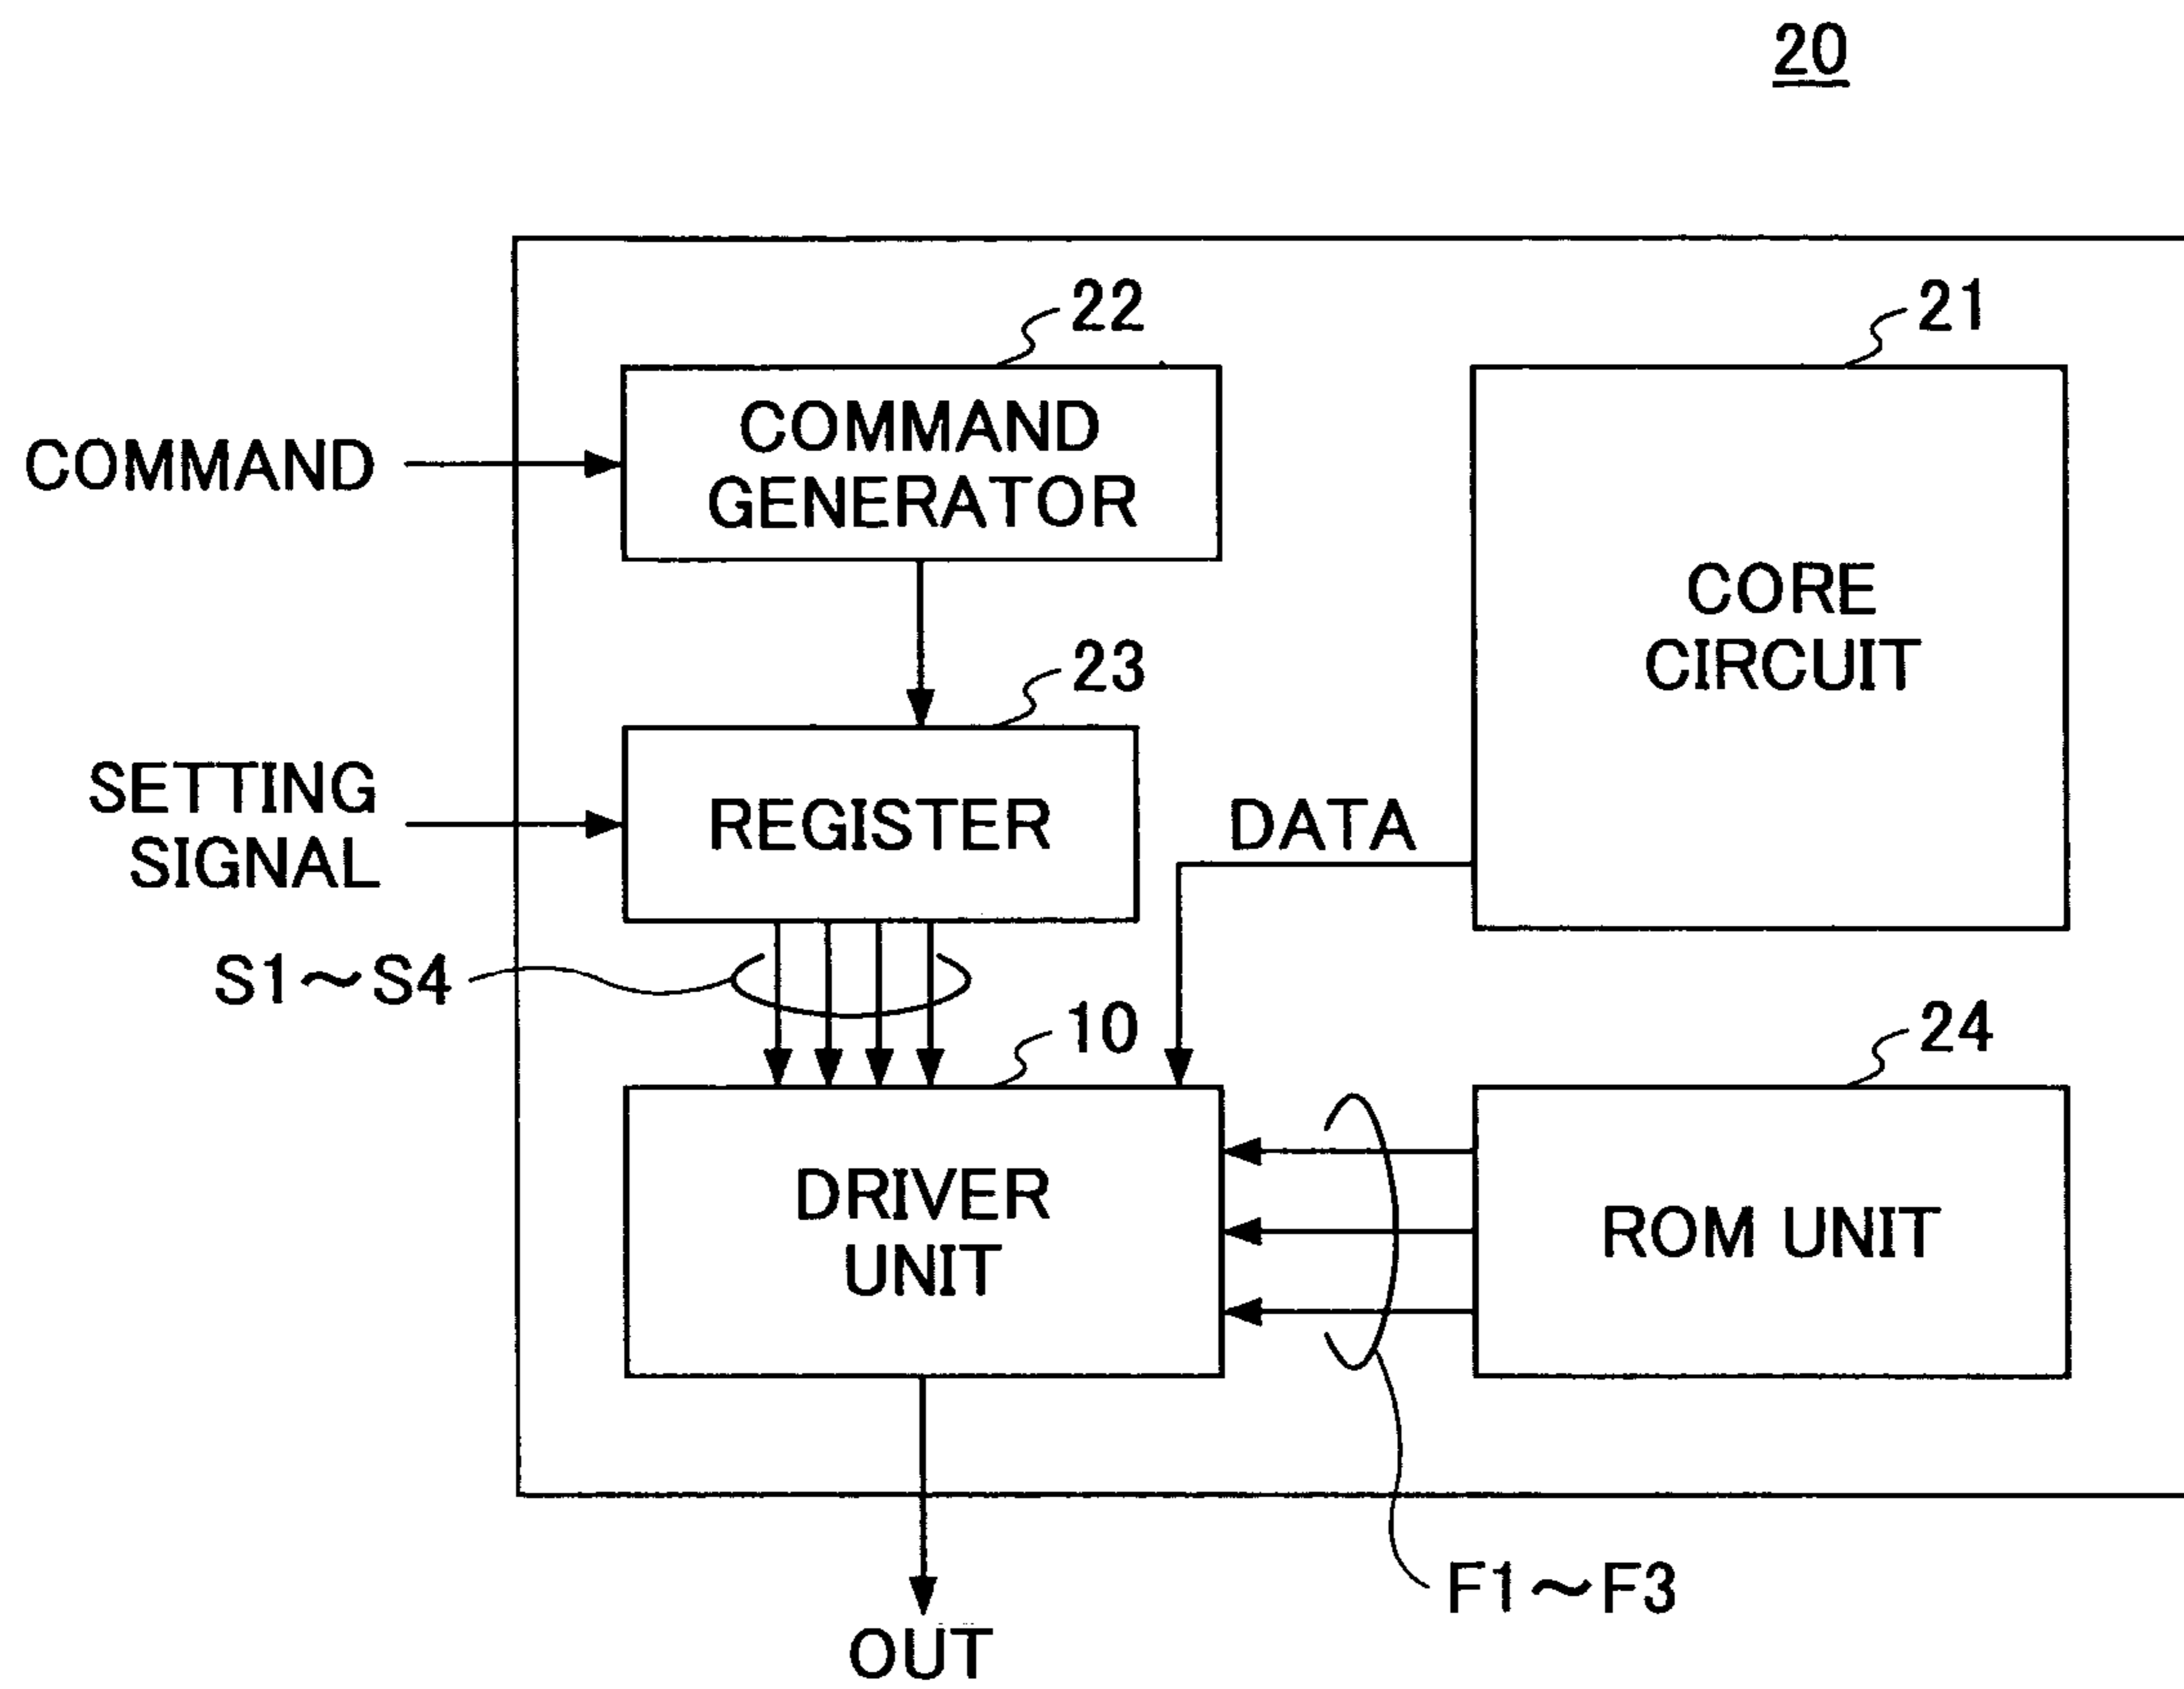 20
22
21
COMMAND
COMMAND
GENERATOR
CORE
CIRCUIT
23
SETTING
SIGNAL
REGISTER
DATA
S1~S4
10
24
DRIVER
UNIT
ROM UNIT
F1~F3
OUT